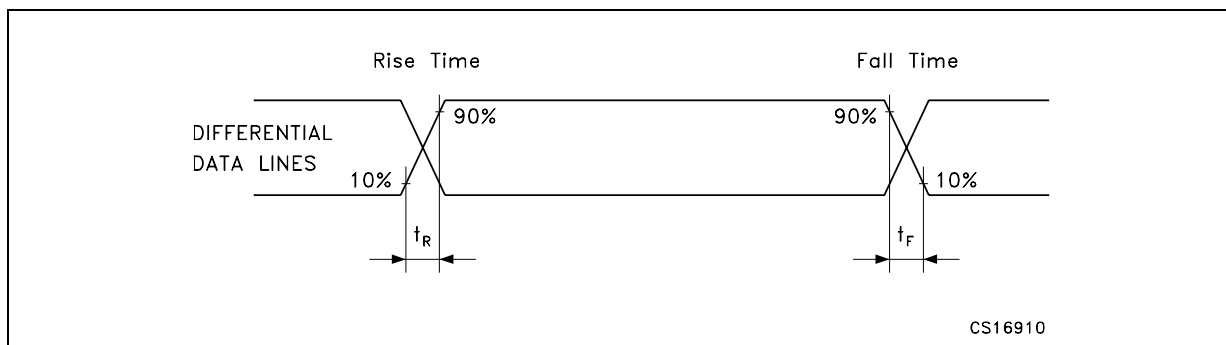 Rise Time
Fall Time
90%
90%
DIFFERENTIAL
DATA LINES
10%
10%
tR
tF
CS16910